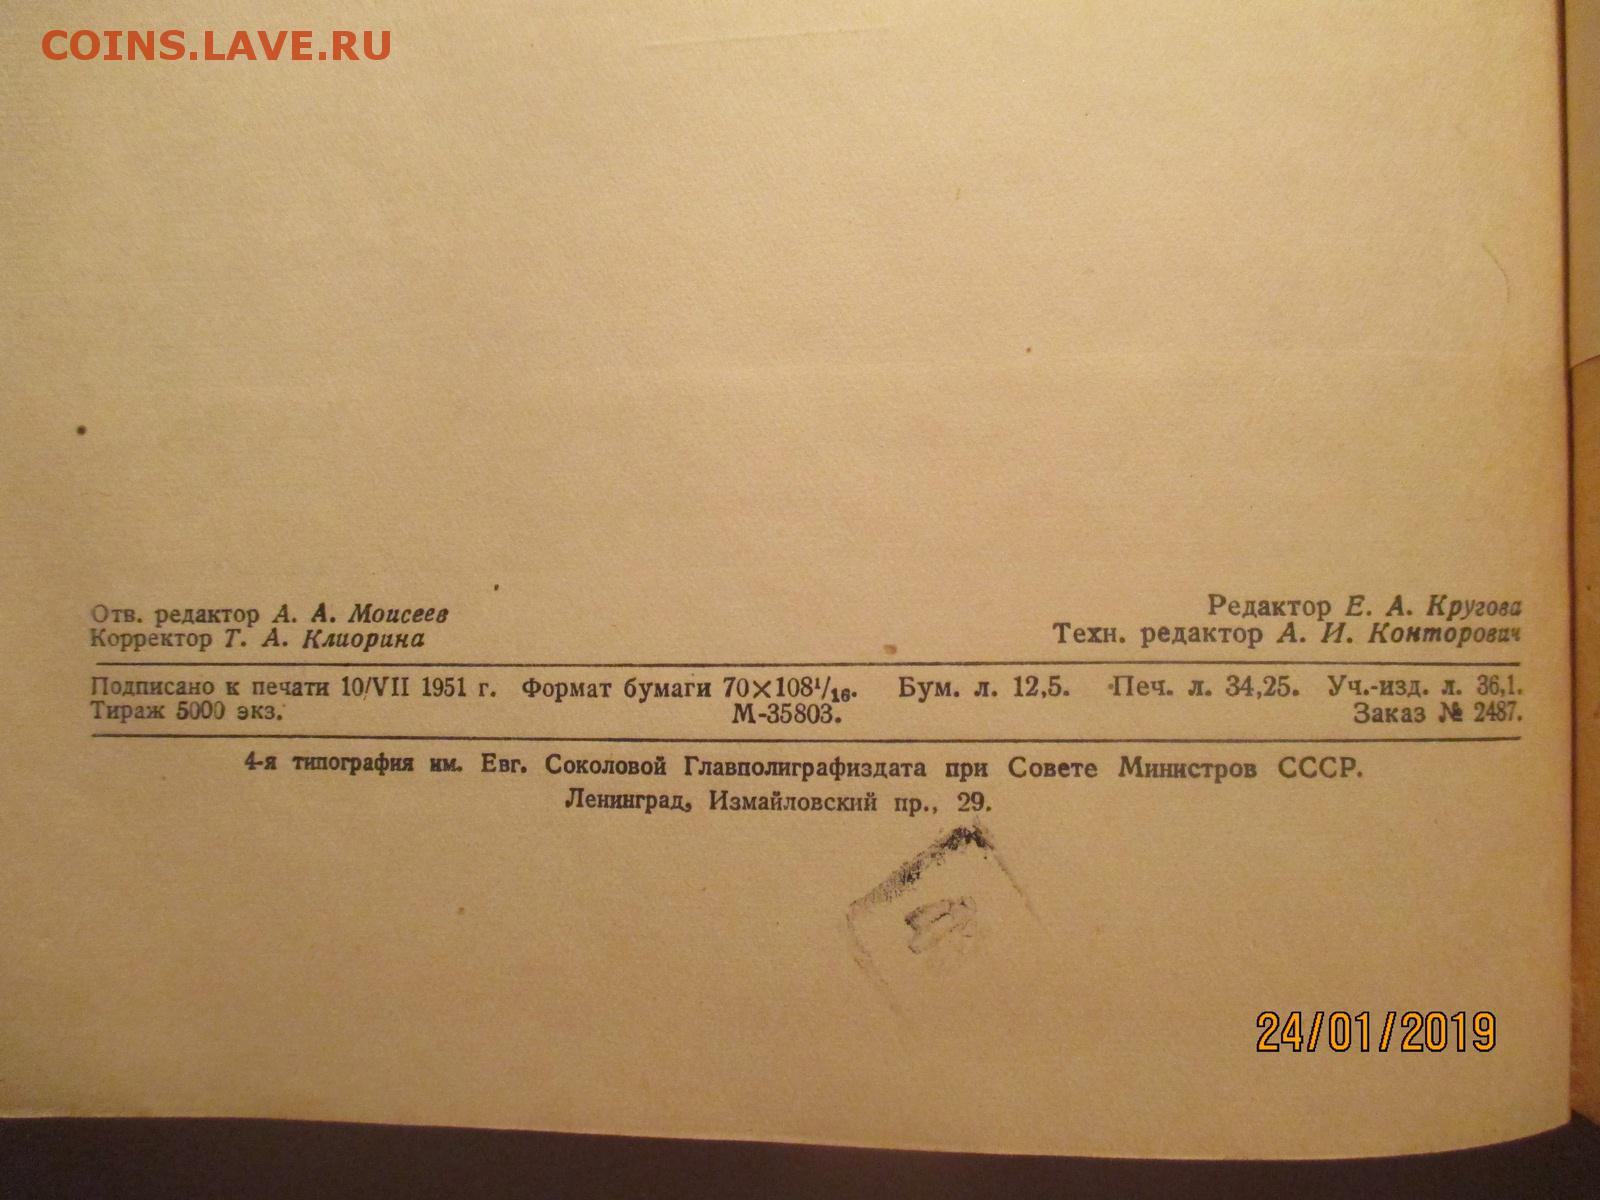 COINS.LAVE.RU
Отв. редактор А. А. Моисеев
Редактор Е. А. Кругова
Корректор Т. А. Клиорина
Техн. редактор А. И. Конторович
Подписано к печати 10/VII 1951 г. Формат бумаги 70×108¹/₁₆. Бум. л. 12,5. Печ. л. 34,25. Уч.-изд. л. 36,1.
Тираж 5000 экз. М-35803. Заказ № 2487.
4-я типография им. Евг. Соколовой Главполиграфиздата при Совете Министров СССР.
Ленинград, Измайловский пр., 29.
24/01/2019